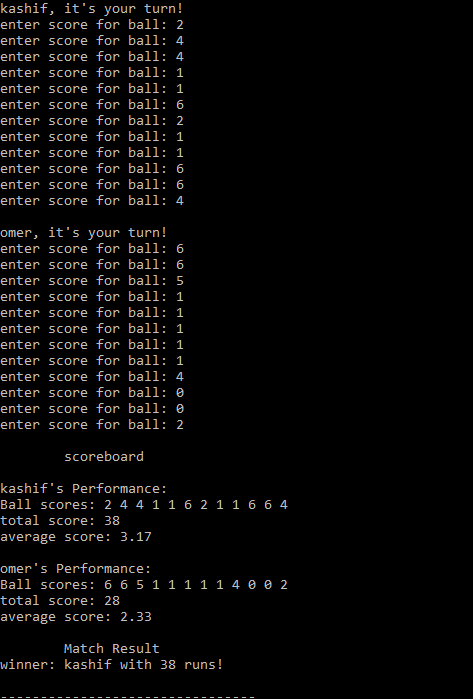 kashif, it's your turn!
enter score for ball: 2
enter score for ball: 4
enter score for ball: 4
enter score for ball: 1
enter score for ball: 1
enter score for ball: 6
enter score for ball: 2
enter score for ball: 1
enter score for ball: 1
enter score for ball: 6
enter score for ball: 6
enter score for ball: 4
omer, it's your turn!
enter score for ball: 6
enter score for ball: 6
enter score for ball: 5
enter score for ball: 1
enter score for ball: 1
enter score for ball: 1
enter score for ball: 1
enter score for ball: 1
enter score for ball: 4
enter score for ball: 0
enter score for ball: 0
enter score for ball: 2
scoreboard
kashif's Performance:
Ball scores: 2 4 4 1 1 6 2 1 1 6 6 4
total score: 38
average score: 3.17
omer's Performance:
Ball scores: 6 6 5 1 1 1 1 1 4 0 0 2
total score: 28
average score: 2.33
Match Result
winner: kashif with 38 runs!
--------------------------------